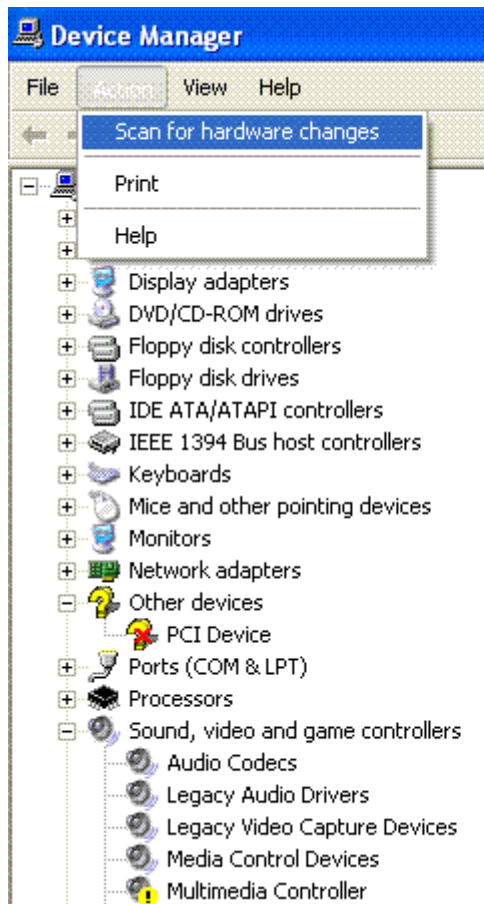 Device Manager
File Action View Help
Scan for hardware changes
Print
Help
Display adapters
DVD/CD-ROM drives
Floppy disk controllers
Floppy disk drives
IDE ATA/ATAPI controllers
IEEE 1394 Bus host controllers
Keyboards
Mice and other pointing devices
Monitors
Network adapters
Other devices
PCI Device
Ports (COM & LPT)
Processors
Sound, video and game controllers
Audio Codecs
Legacy Audio Drivers
Legacy Video Capture Devices
Media Control Devices
Multimedia Controller